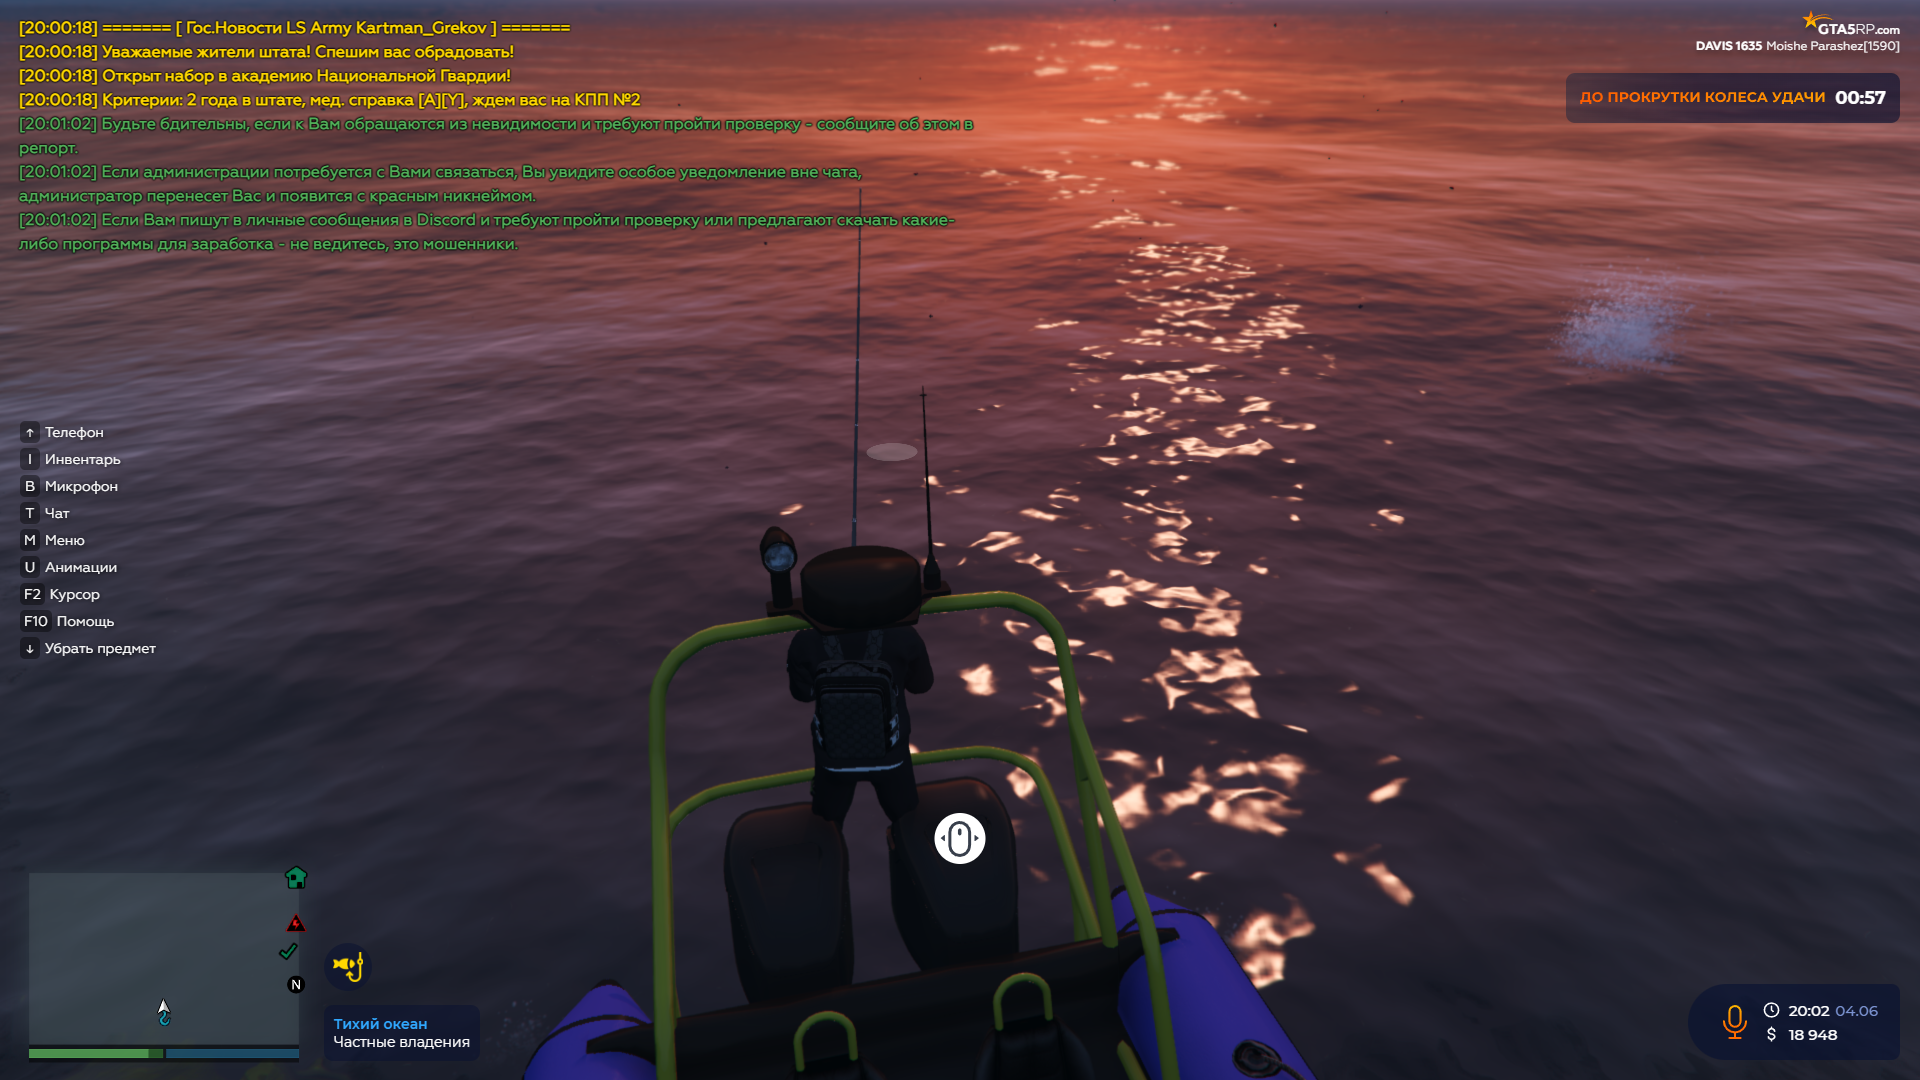 [20:00:18] ======= [ Гос.Новости LS Army Kartman_Grekov ] =======
[20:00:18] Уважаемые жители штата! Спешим вас обрадовать!
[20:00:18] Открыт набор в академию Национальной Гвардии!
[20:00:18] Критерии: 2 года в штате, мед. справка [A][Y], ждем вас на КПП №2
[20:01:02] Будьте бдительны, если к Вам обращаются из невидимости и требуют пройти проверку - сообщите об этом в
репорт.
[20:01:02] Если администрации потребуется с Вами связаться, Вы увидите особое уведомление вне чата,
администратор перенесет Вас и появится с красным никнеймом.
[20:01:02] Если Вам пишут в личные сообщения в Discord и требуют пройти проверку или предлагают скачать какие-
либо программы для заработка - не ведитесь, это мошенники.
GTA5RP.com
DAVIS 1635 Moishe Parashez[1590]
ДО ПРОКРУТКИ КОЛЕСА УДАЧИ 00:57
↑ Телефон
I Инвентарь
B Микрофон
T Чат
M Меню
U Анимации
F2 Курсор
F10 Помощь
↓ Убрать предмет
N
Тихий океан
Частные владения
20:02 04.06
$ 18 948